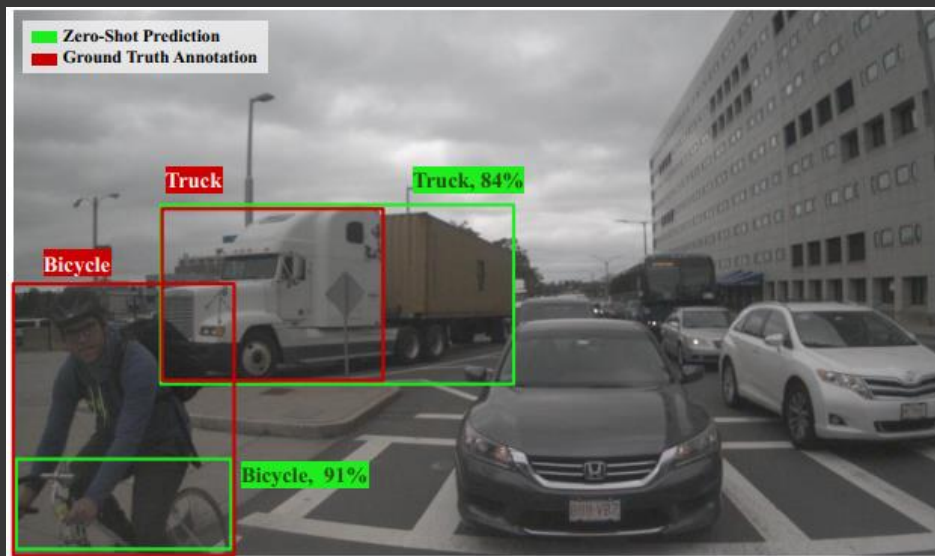 Zero-Shot Prediction
Ground Truth Annotation
Truck
Truck, 84%
Bicycle
Bicycle, 91%